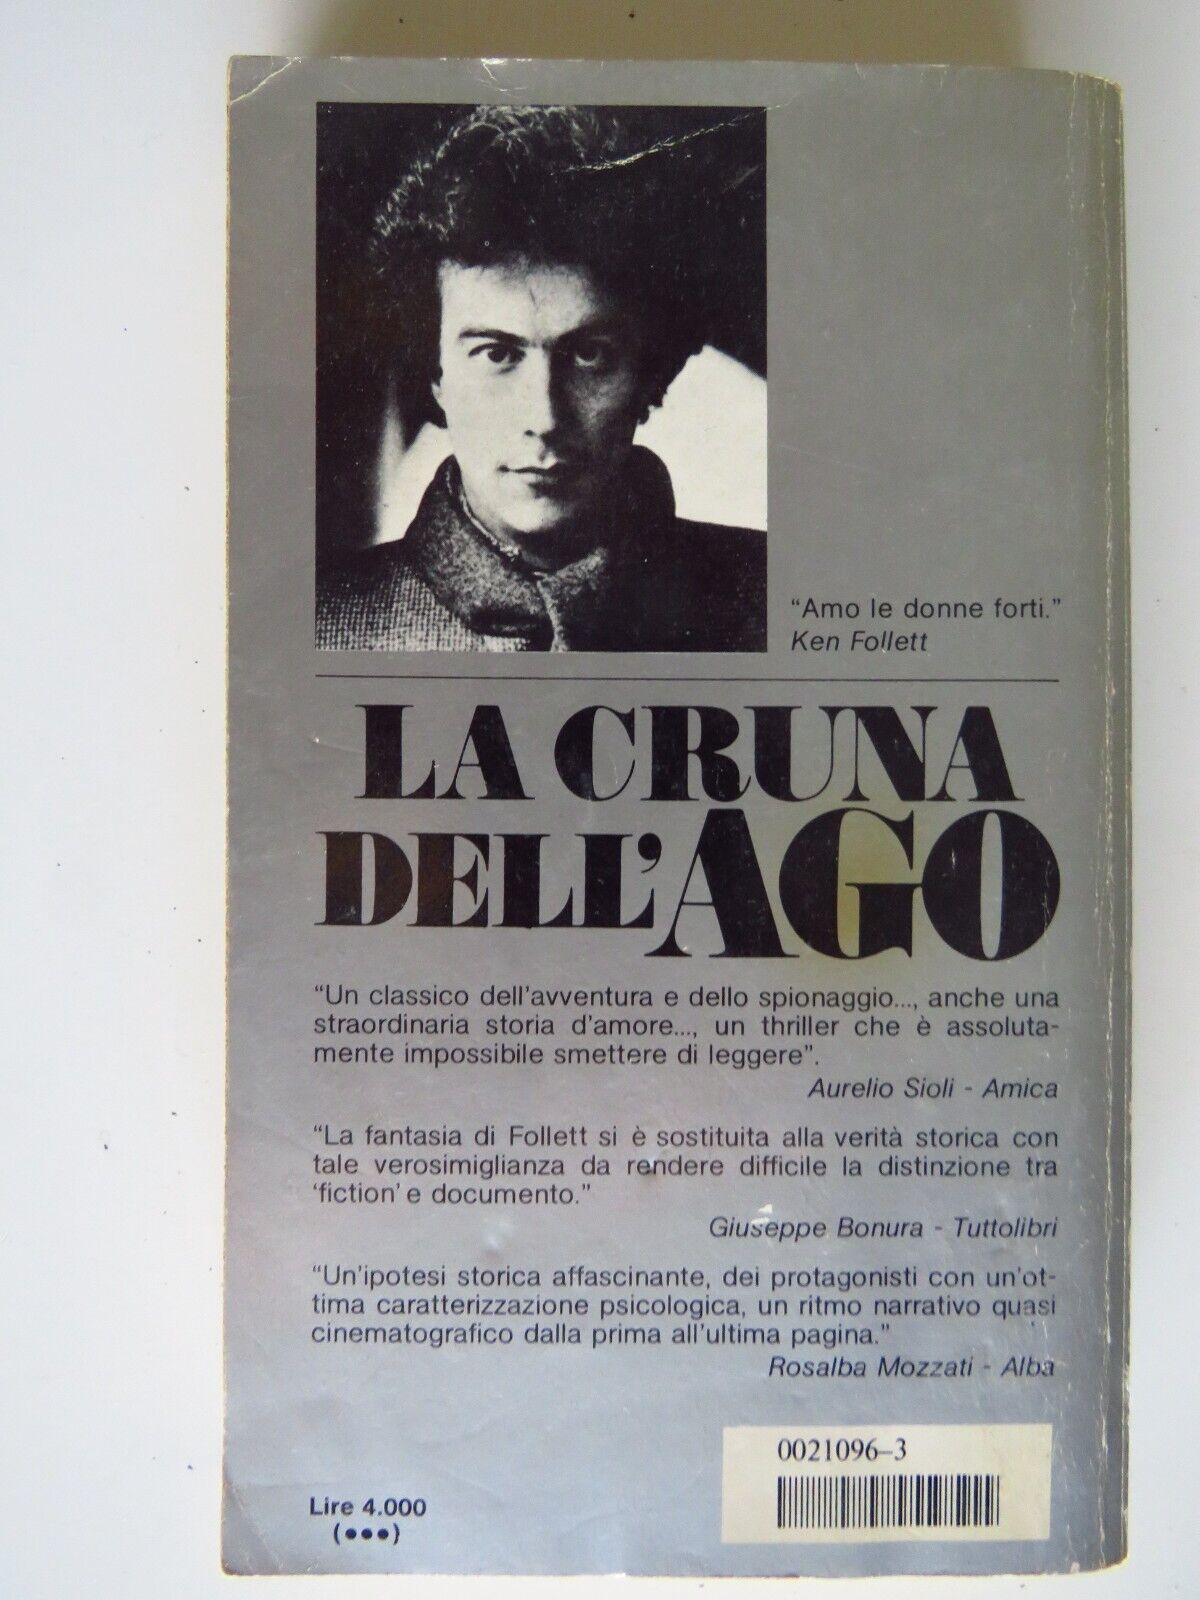 “Amo le donne forti.”
Ken Follett
LA CRUNA
DELL'AGO
“Un classico dell'avventura e dello spionaggio..., anche una
straordinaria storia d'amore..., un thriller che è assoluta-
mente impossibile smettere di leggere”.
Aurelio Sioli - Amica
“La fantasia di Follett si è sostituita alla verità storica con
tale verosimiglianza da rendere difficile la distinzione tra
‘fiction’ e documento.”
Giuseppe Bonura - Tuttolibri
“Un'ipotesi storica affascinante, dei protagonisti con un'ot-
tima caratterizzazione psicologica, un ritmo narrativo quasi
cinematografico dalla prima all'ultima pagina.”
Rosalba Mozzati - Alba
0021096-3
Lire 4.000
(●●●)